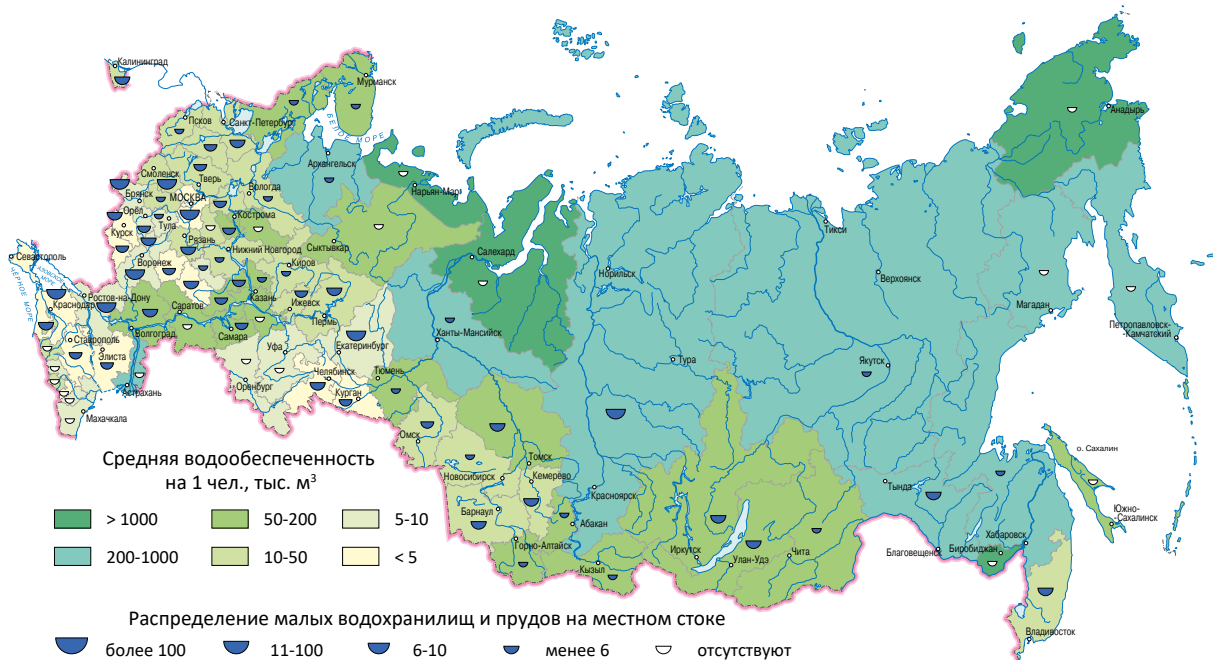 Калининград
Мурманск
Псков
Санкт-Петербург
БЕЛОЕ МОРЕ
Анадырь
Архангельск
Смоленск
Тверь
Вологда
Нарьян-Мар
Брянск
МОСКВА
Орёл
Кострома
Тикси
Курск
Тула
Рязань
Сыктывкар
Салехард
Севастополь
Нижний Новгород
Норильск
Верхоянск
АЗОВСКОЕ МОРЕ
ЧЁРНОЕ МОРЕ
Воронеж
Киров
Ростов-на-Дону
Казань
Магадан
Краснодар
Саратов
Ижевск
Пермь
Петропавловск-
Камчатский
Волгоград
Самара
Ханты-Мансийск
Ставрополь
Уфа
Екатеринбург
Тура
Якутск
Элиста
Челябинск
Тюмень
Астрахань
Оренбург
Курган
Махачкала
Омск
о. Сахалин
Средняя водообеспеченность
на 1 чел., тыс. м³
Томск
Новосибирск
Кемерово
Тында
Красноярск
Южно-
Сахалинск
> 1000
50-200
5-10
Барнаул
Абакан
Хабаровск
200-1000
10-50
< 5
Горно-Алтайск
Иркутск
Чита
Благовещенск
Биробиджан
Кызыл
Улан-Удэ
Распределение малых водохранилищ и прудов на местном стоке
Владивосток
более 100
11-100
6-10
менее 6
отсутствуют